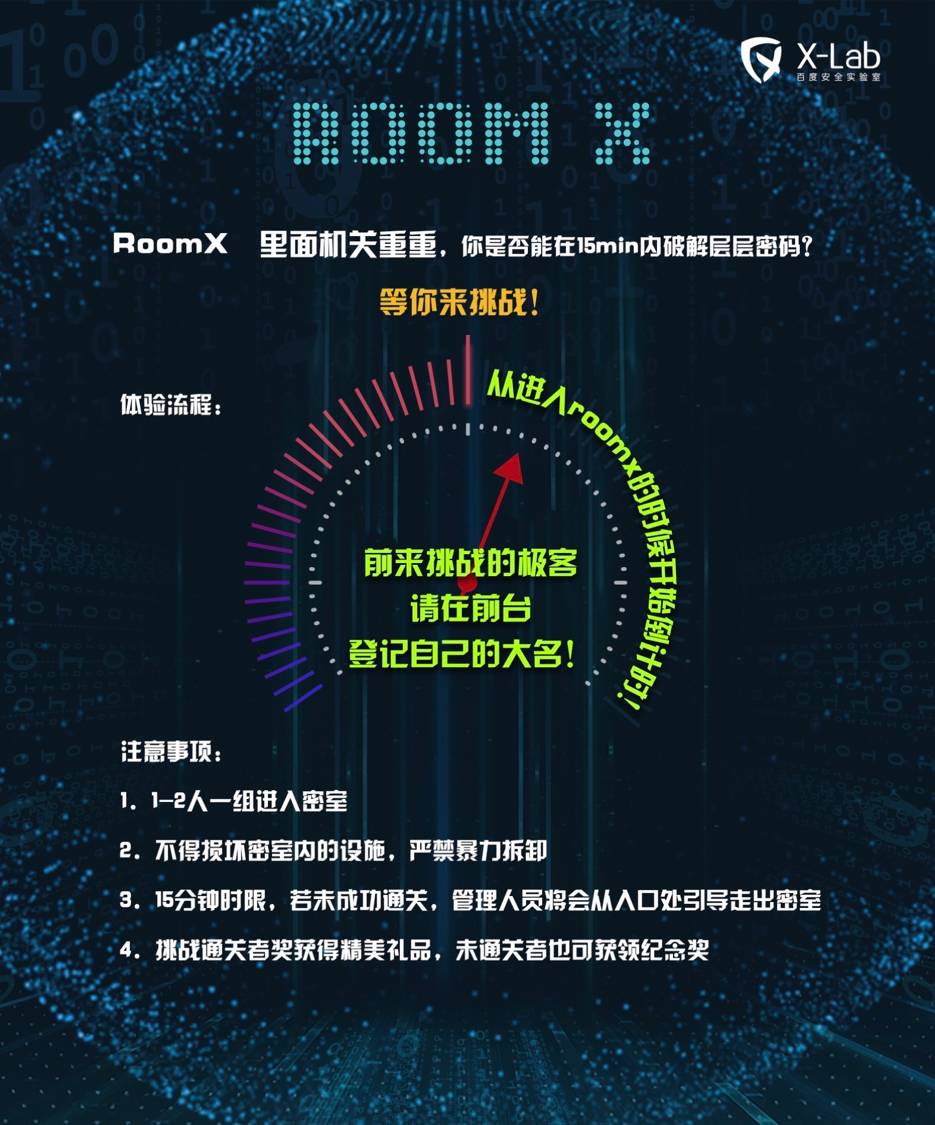 X-Lab
百度安全实验室
ROOM X
RoomX 里面机关重重，你是否能在15min内破解层层密码？
等你来挑战！
体验流程：
从进入roomx的时候开始倒计时！
前来挑战的极客
请在前台
登记自己的大名！
注意事项：
1. 1-2人一组进入密室
2. 不得损坏密室内的设施，严禁暴力拆卸
3. 15分钟时限，若未成功通关，管理人员将会从入口处引导走出密室
4. 挑战通关者奖获得精美礼品，未通关者也可获领纪念奖